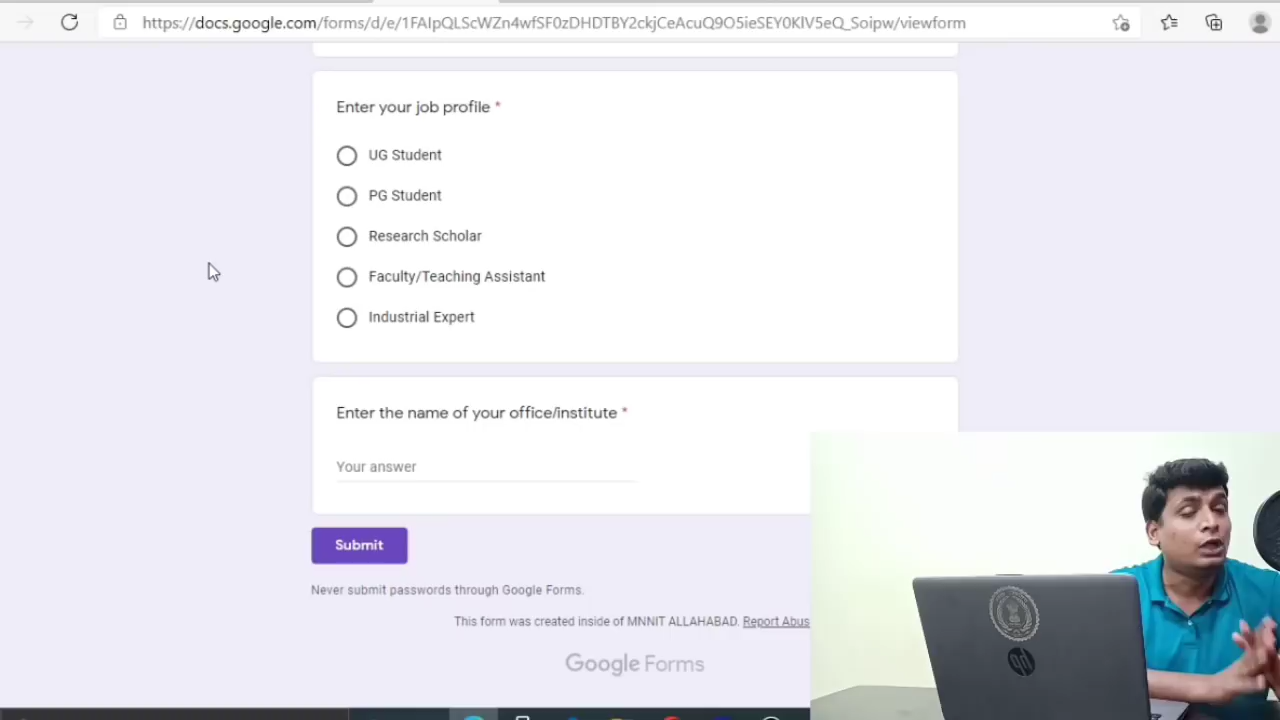 https://docs.google.com/forms/d/e/1FAIpQLScWZn4wfSF0zDHDTBY2ckjCeAcuQ9O5ieSEY0KlV5eQ_Soipw/viewform
Enter your job profile *
UG Student
PG Student
Research Scholar
Faculty/Teaching Assistant
Industrial Expert
Enter the name of your office/institute *
Your answer
Submit
Never submit passwords through Google Forms.
This form was created inside of MNNIT ALLAHABAD. Report Abus
Google Forms
hp